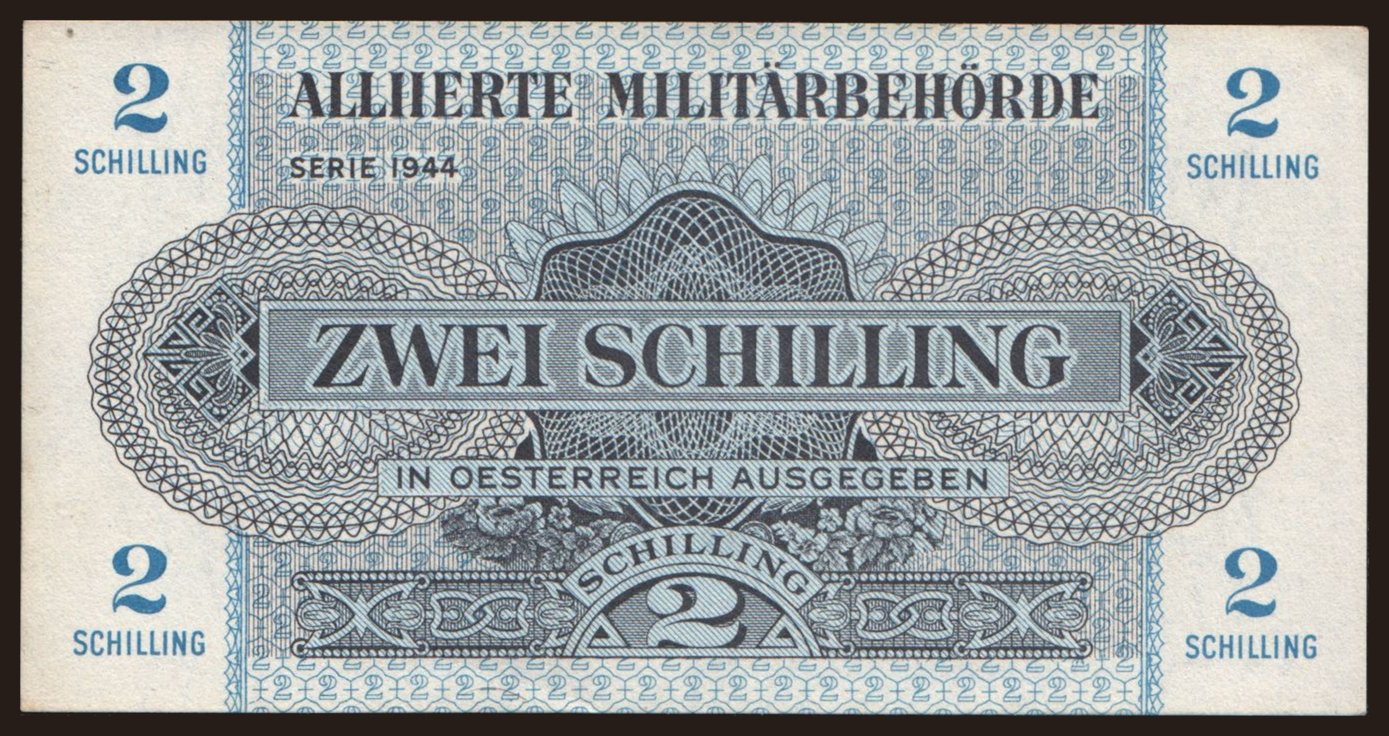 ALLIIERTE MILITÄRBEHÖRDE
SERIE 1944
2
SCHILLING
2
SCHILLING
ZWEI SCHILLING
IN OESTERREICH AUSGEGEBEN
SCHILLING
2
2
SCHILLING
2
SCHILLING